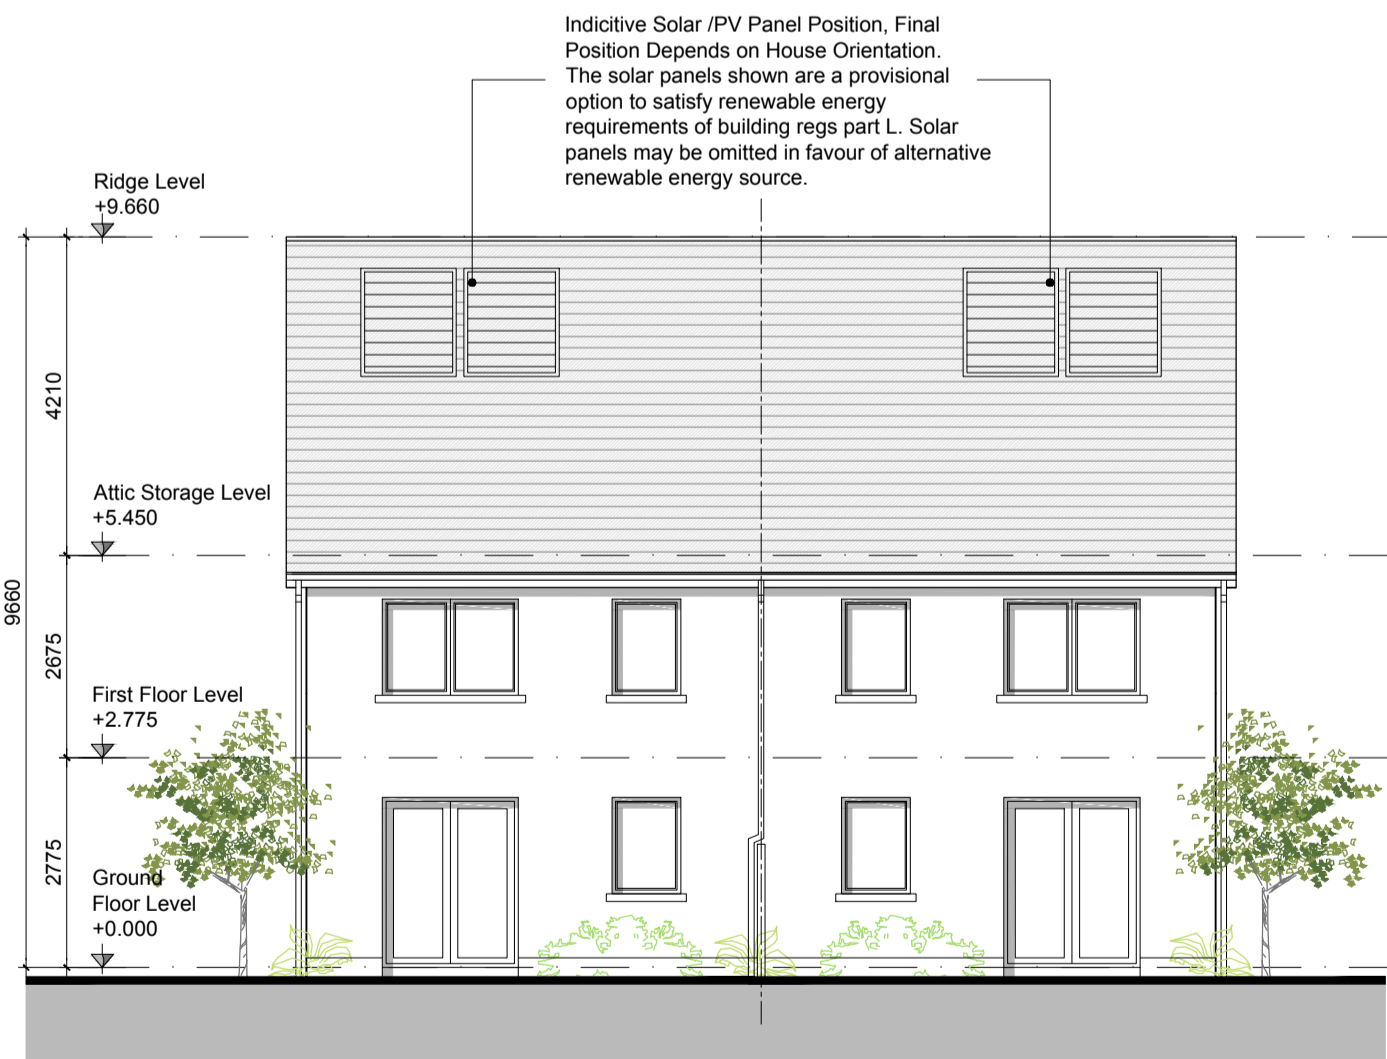 Indicitive Solar /PV Panel Position, Final
Position Depends on House Orientation.
The solar panels shown are a provisional
option to satisfy renewable energy
requirements of building regs part L. Solar
panels may be omitted in favour of alternative
renewable energy source.
Ridge Level
+9.660
4210
Attic Storage Level
+5.450
9660
2675
First Floor Level
+2.775
2775
Ground
Floor Level
+0.000